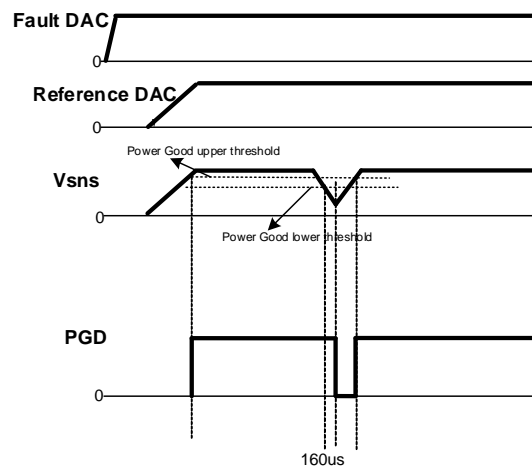 Fault DAC
0
Reference DAC
0
Power Good upper threshold
Vsns
0
Power Good lower threshold
PGD
0
160us